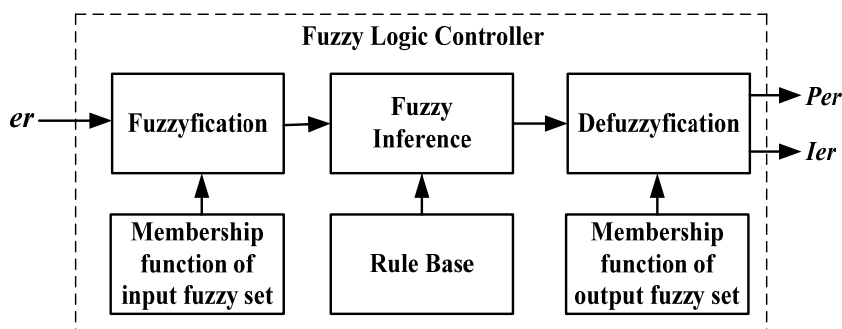 Fuzzy Logic Controller
er
Fuzzyfication
Fuzzy
Inference
Defuzzyfication
Per
Ier
Membership
function of
input fuzzy set
Rule Base
Membership
function of
output fuzzy set